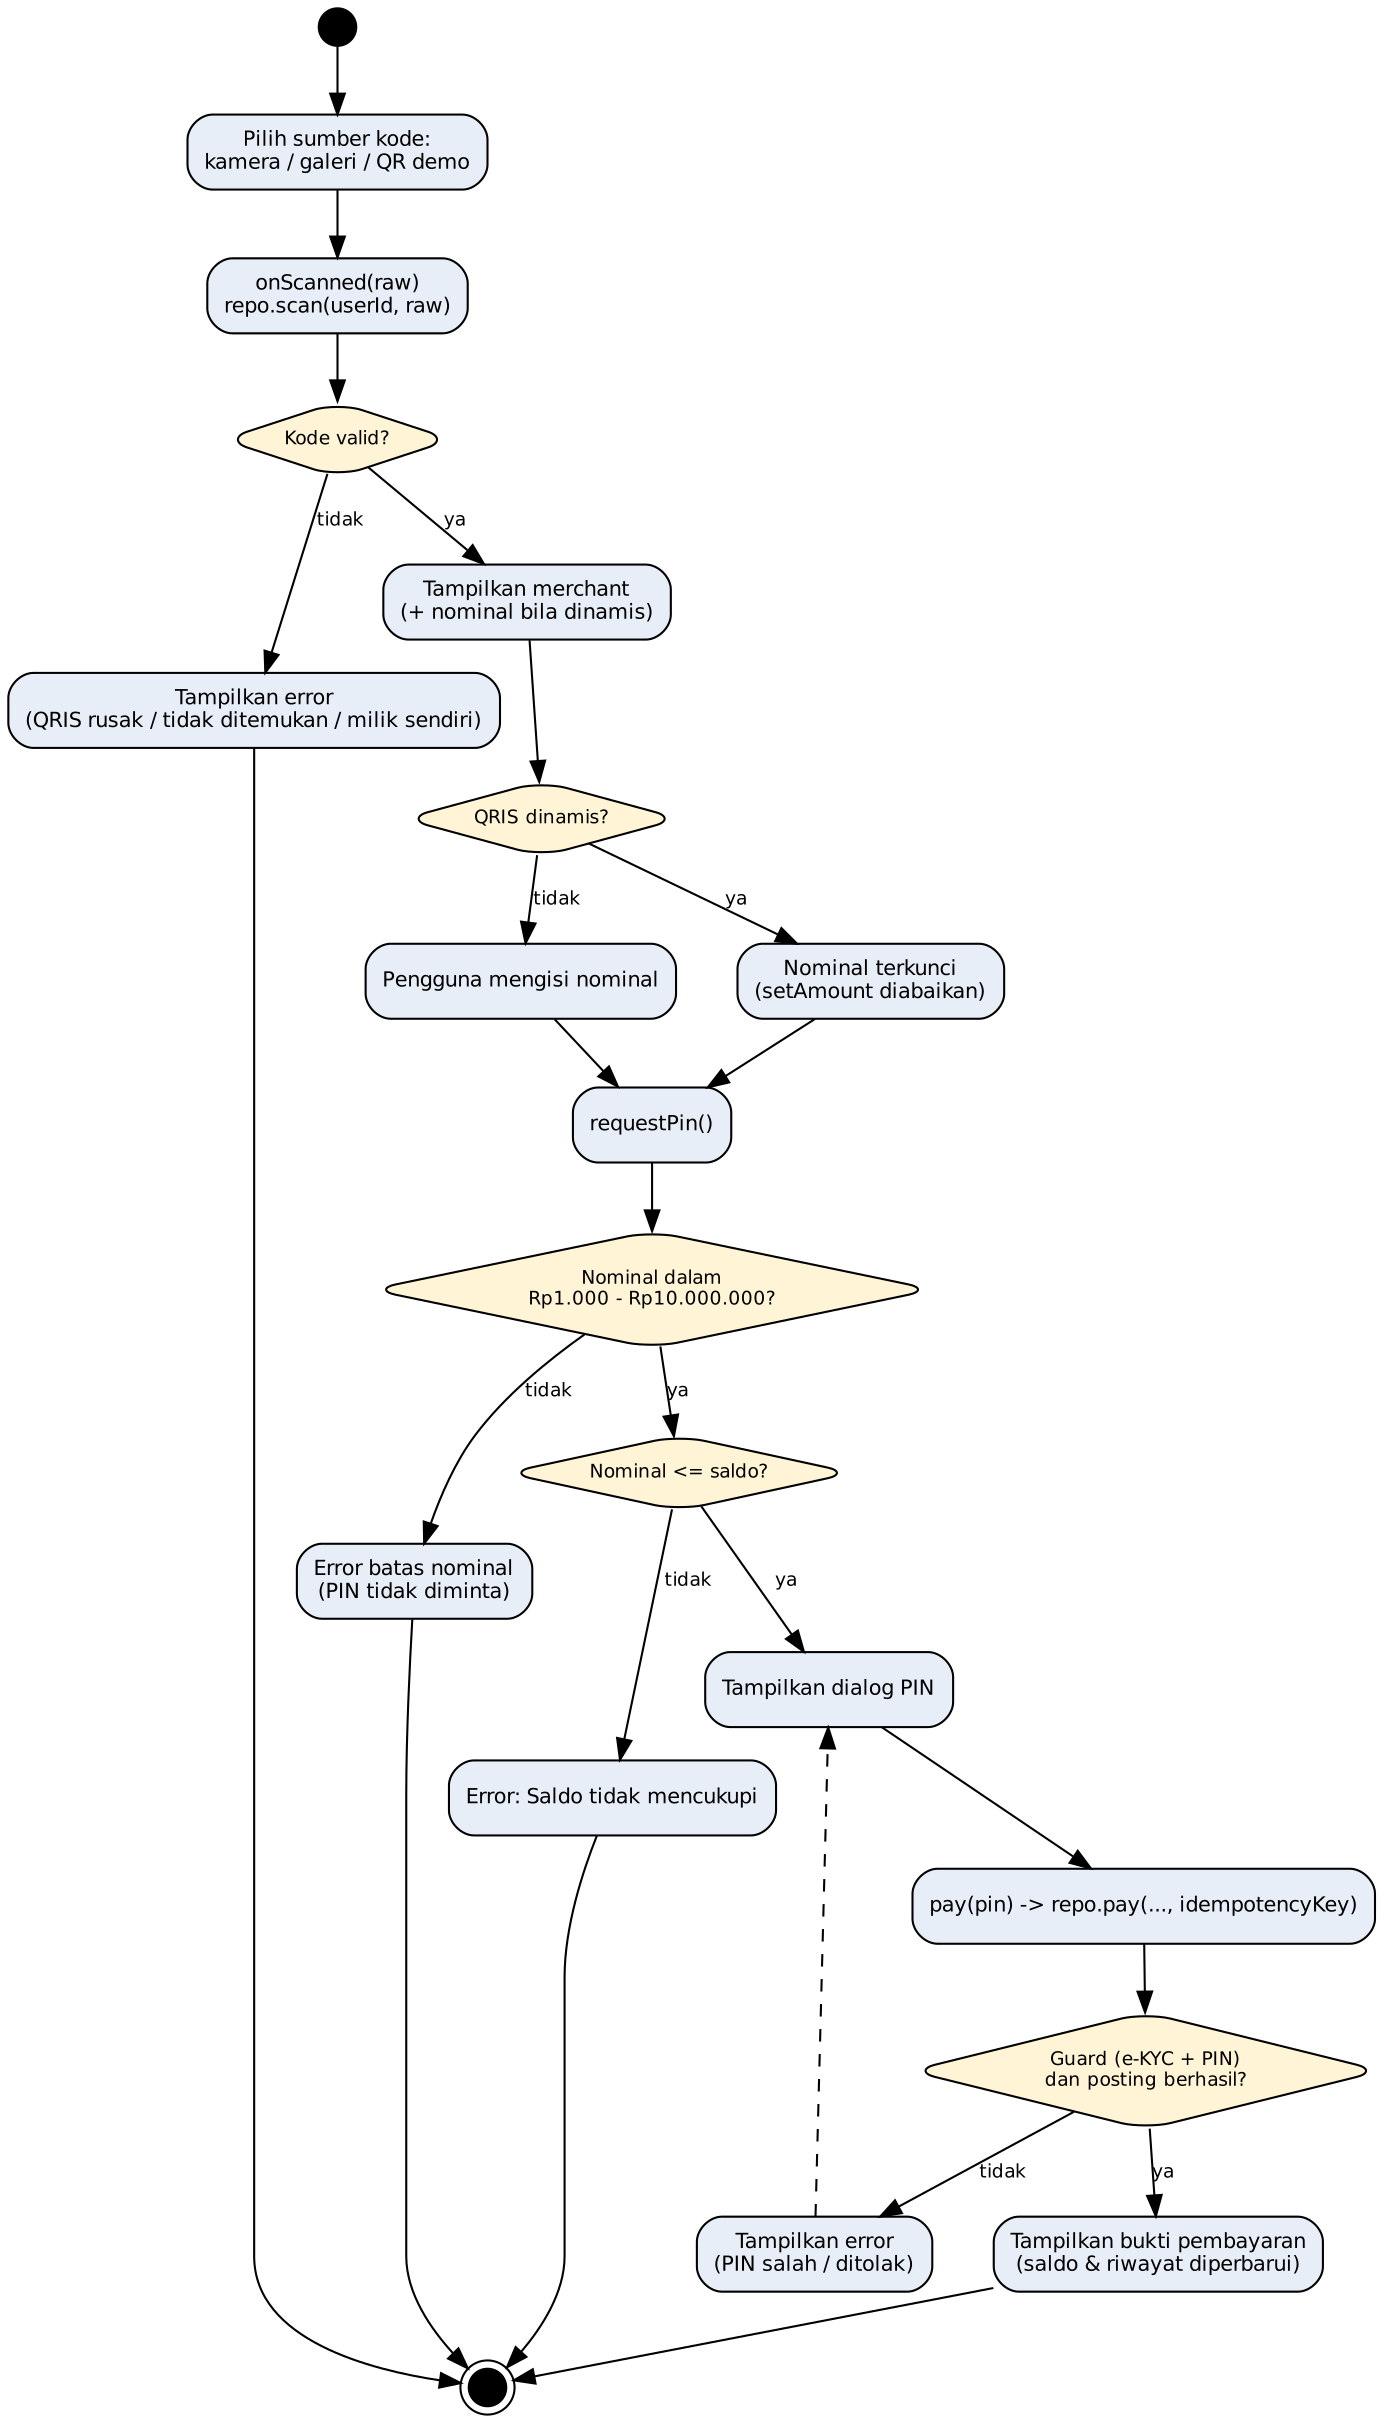 Pilih sumber kode:
kamera / galeri / QR demo
onScanned(raw)
repo.scan(userId, raw)
Kode valid?
tidak
ya
Tampilkan merchant
(+ nominal bila dinamis)
Tampilkan error
(QRIS rusak / tidak ditemukan / milik sendiri)
QRIS dinamis?
tidak
ya
Pengguna mengisi nominal
Nominal terkunci
(setAmount diabaikan)
requestPin()
Nominal dalam
Rp1.000 - Rp10.000.000?
tidak
ya
Nominal <= saldo?
Error batas nominal
(PIN tidak diminta)
tidak
ya
Tampilkan dialog PIN
Error: Saldo tidak mencukupi
pay(pin) -> repo.pay(..., idempotencyKey)
Guard (e-KYC + PIN)
dan posting berhasil?
tidak
ya
Tampilkan error
(PIN salah / ditolak)
Tampilkan bukti pembayaran
(saldo & riwayat diperbarui)